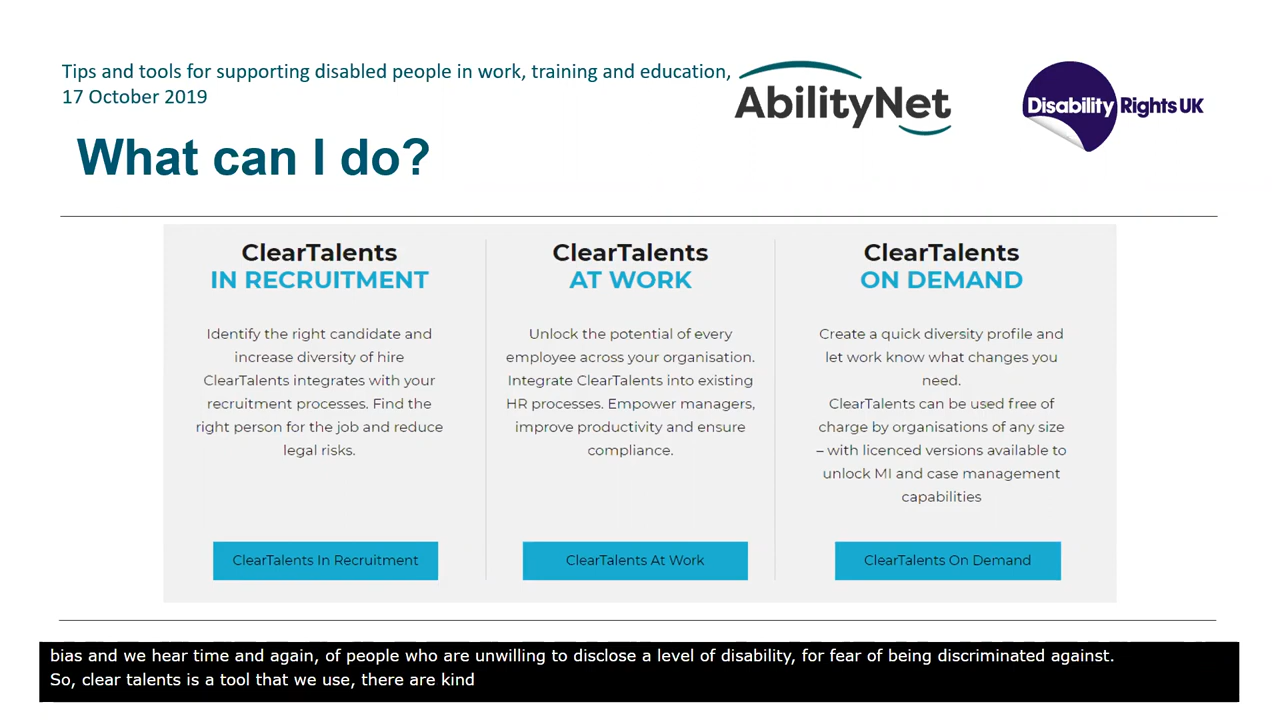 Tips and tools for supporting disabled people in work, training and education,
17 October 2019
AbilityNet
Disability Rights UK
What can I do?
ClearTalents
IN RECRUITMENT
Identify the right candidate and
increase diversity of hire
ClearTalents integrates with your
recruitment processes. Find the
right person for the job and reduce
legal risks.
ClearTalents In Recruitment
ClearTalents
AT WORK
Unlock the potential of every
employee across your organisation.
Integrate ClearTalents into existing
HR processes. Empower managers,
improve productivity and ensure
compliance.
ClearTalents At Work
ClearTalents
ON DEMAND
Create a quick diversity profile and
let work know what changes you
need.
ClearTalents can be used free of
charge by organisations of any size
– with licenced versions available to
unlock MI and case management
capabilities
ClearTalents On Demand
bias and we hear time and again, of people who are unwilling to disclose a level of disability, for fear of being discriminated against.
So, clear talents is a tool that we use, there are kind